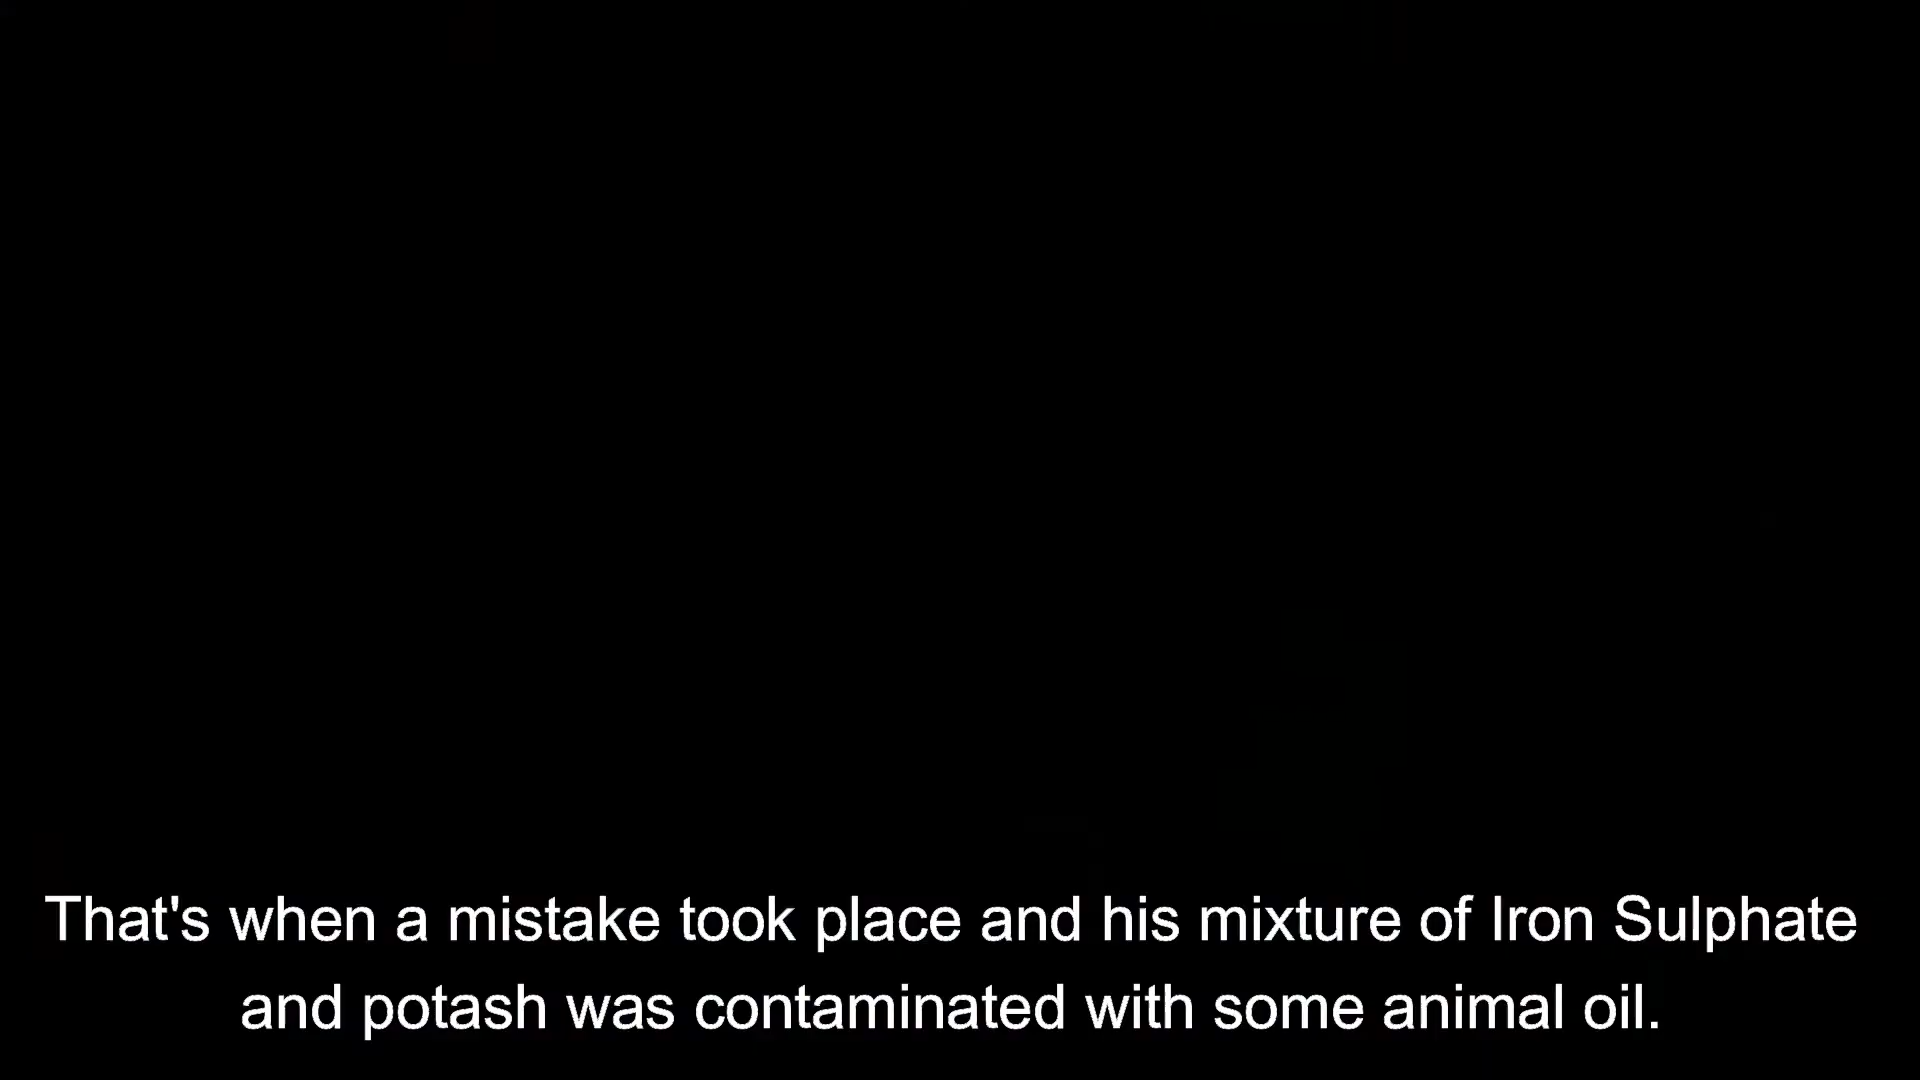 That's when a mistake took place and his mixture of Iron Sulphate
and potash was contaminated with some animal oil.